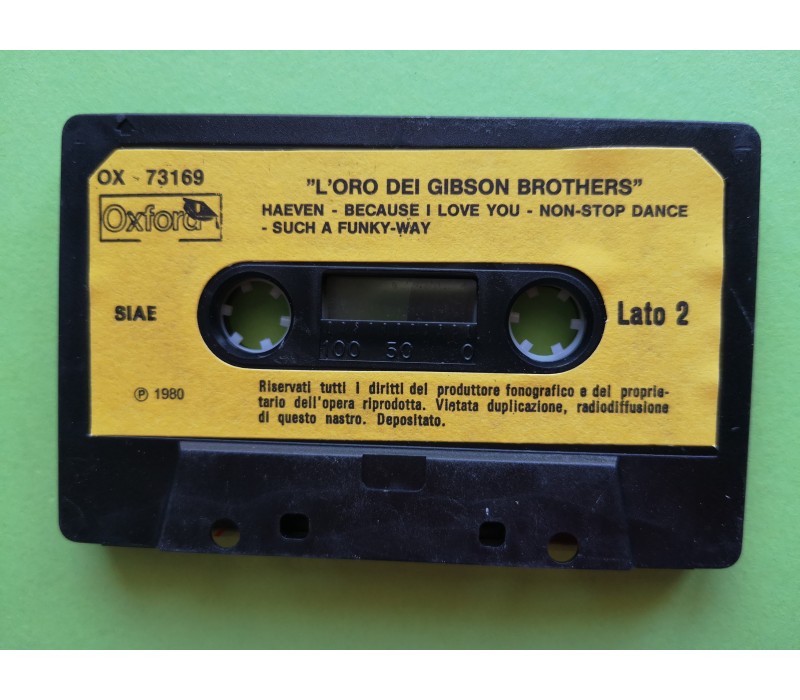 OX - 73169
Oxford
"L'ORO DEI GIBSON BROTHERS"
HAEVEN - BECAUSE I LOVE YOU - NON-STOP DANCE
- SUCH A FUNKY-WAY
SIAE
Lato 2
100 50 0
℗ 1980
Riservati tutti i diritti del produttore fonografico e del proprie-
tario dell'opera riprodotta. Vietata duplicazione, radiodiffusione
di questo nastro. Depositato.